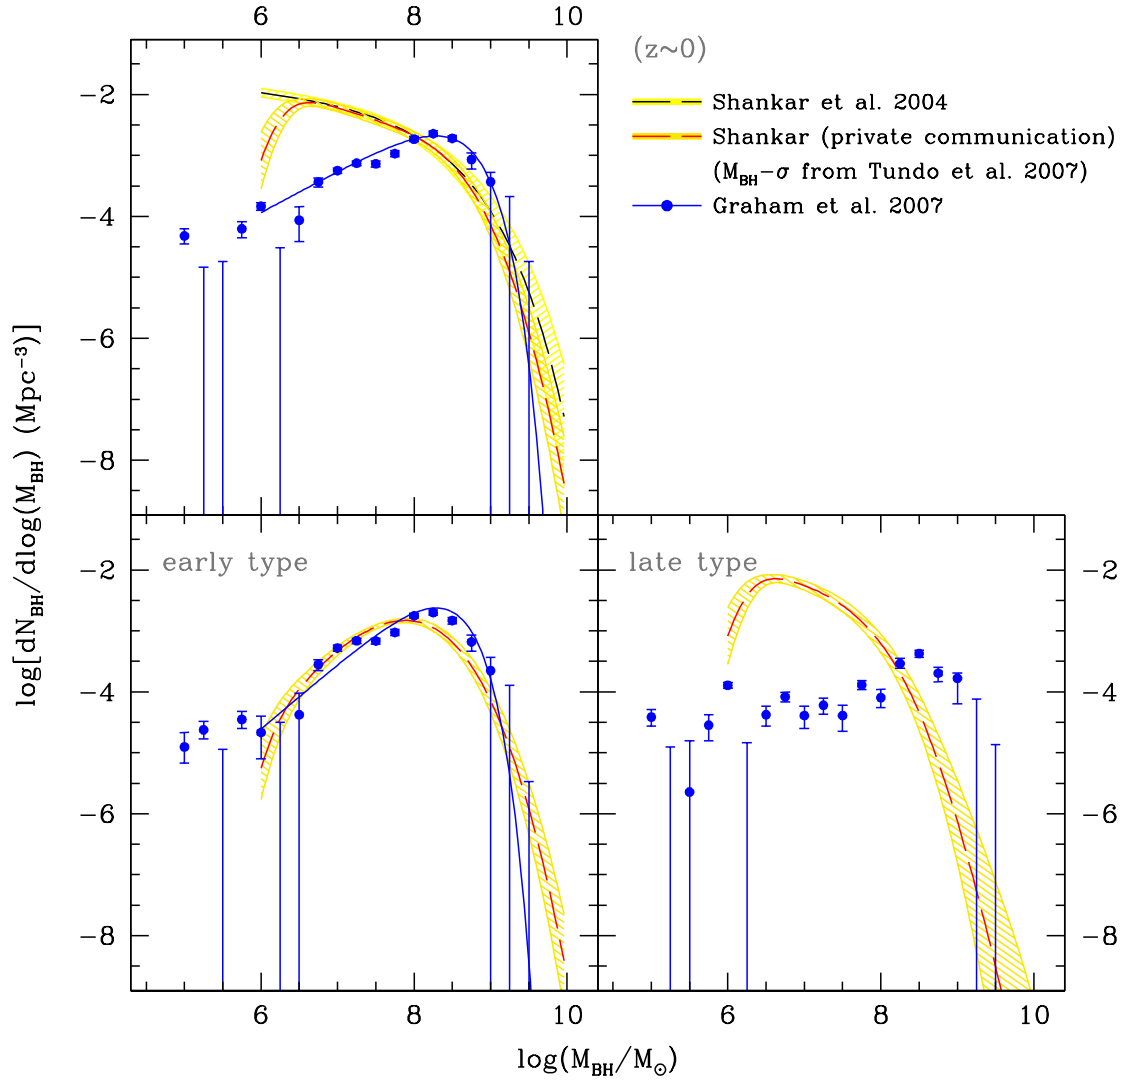 6 8 10
(z~0)
−2
Shankar et al. 2004
Shankar (private communication)
(M_BH−σ from Tundo et al. 2007)
Graham et al. 2007
−4
−6
−8
log[dN_BH/dlog(M_BH) (Mpc⁻³)]
early type
late type
−2 −2
−4 −4
−6 −6
−8 −8
6 8 10 6 8 10
log(M_BH/M_⊙)